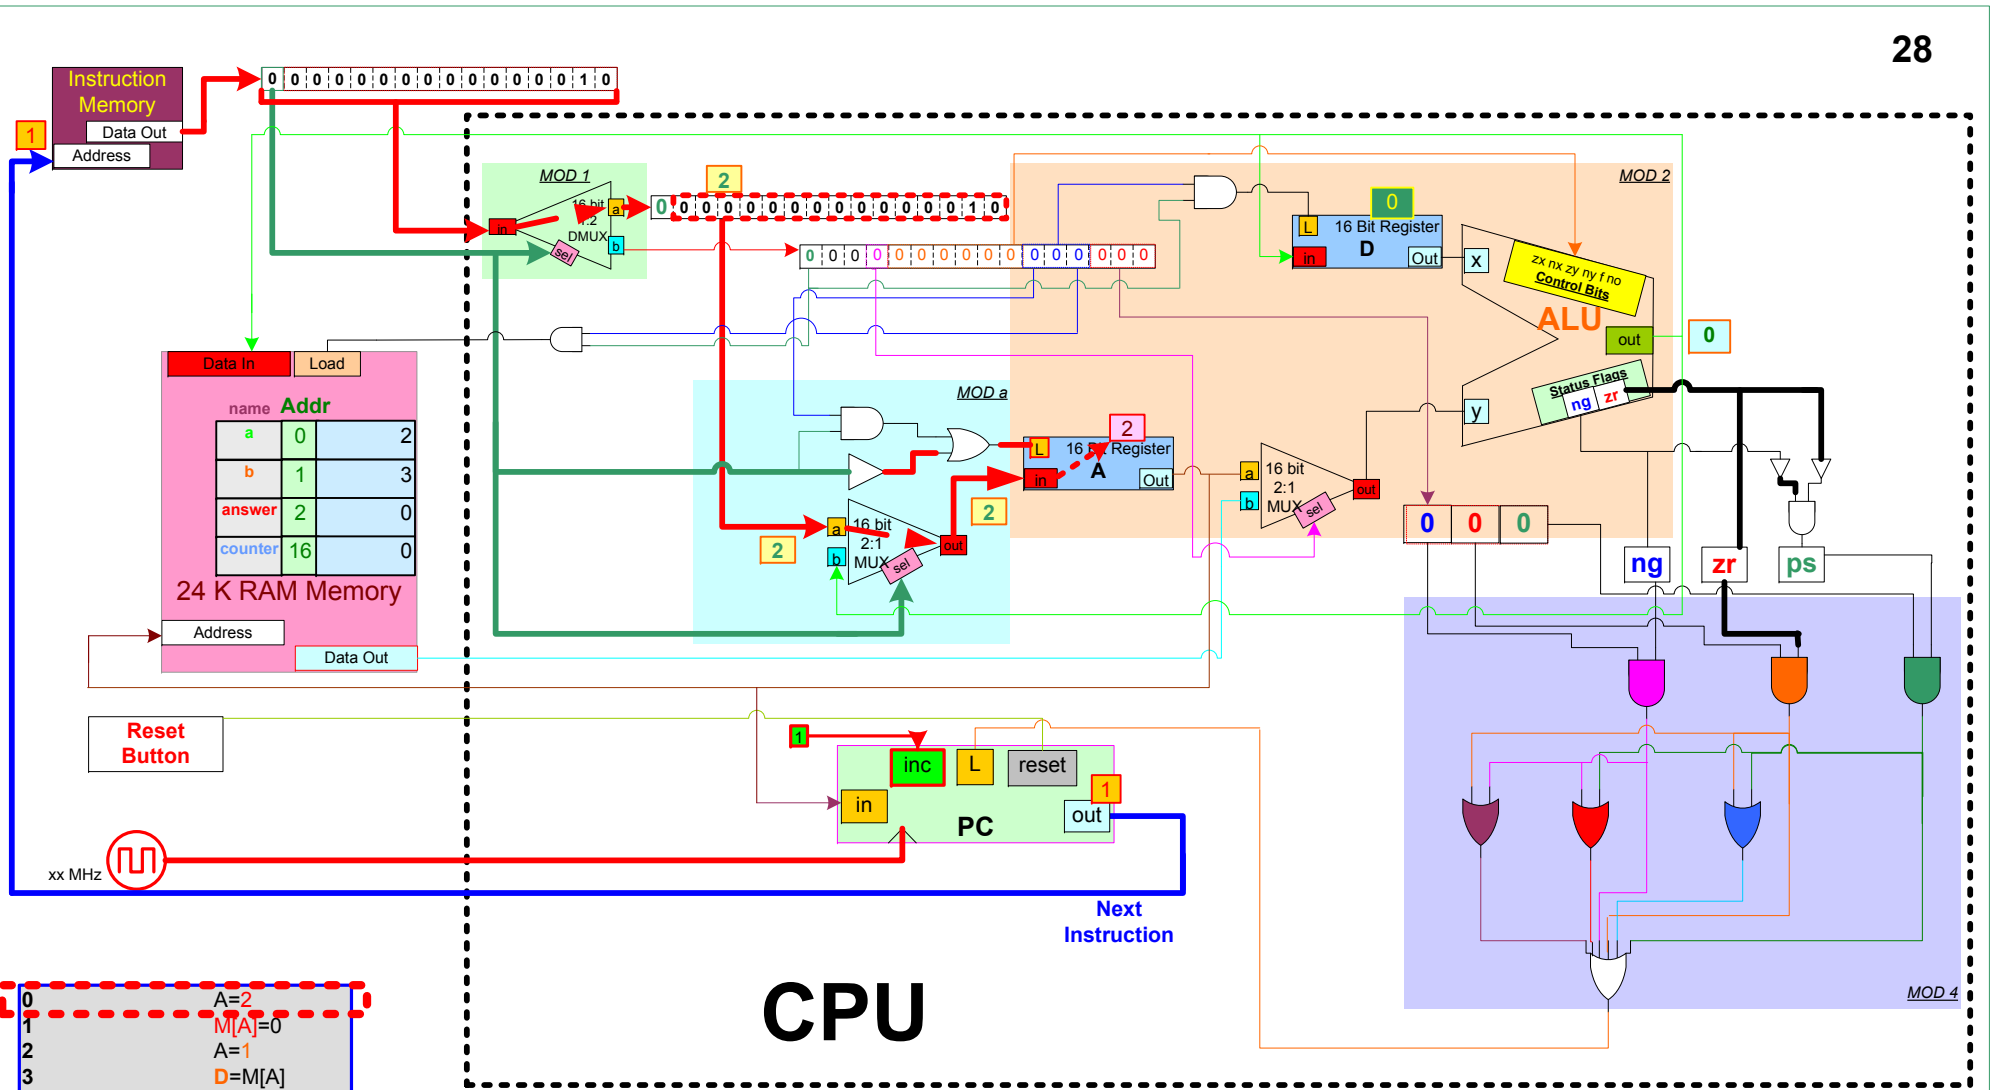 28
Instruction
Memory
Data Out
Address
1
0 0 0 0 0 0 0 0 0 0 0 0 0 0 1 0
MOD 1
16 bit
1:2
DMUX
in
sel
a
b
2
0 0 0 0 0 0 0 0 0 0 0 0 0 0 1 0
0 0 0 0 0 0 0 0 0 0 0 0 0 0 0 0
MOD 2
0
L
16 Bit Register
D
in
Out
x
zx nx zy ny f no
Control Bits
ALU
out
0
Status Flags
ng zr
y
Data In
Load
name Addr
a 0 2
b 1 3
answer 2 0
counter 16 0
24 K RAM Memory
Address
Data Out
MOD a
2
L
16 Bit Register
A
in
Out
2
2
a
b
16 bit
2:1
MUX
sel
out
a
b
16 bit
2:1
MUX
sel
out
0 0 0
ng
zr
ps
Reset
Button
1
inc
L
reset
in
out
1
PC
xx MHz
Next
Instruction
MOD 4
CPU
0 A=2
1 M[A]=0
2 A=1
3 D=M[A]